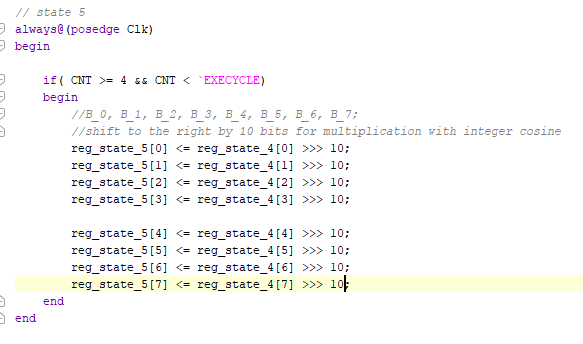 // state 5
always@(posedge Clk)
begin
if( CNT >= 4 && CNT < `EXECYCLE)
begin
//B_0, B_1, B_2, B_3, B_4, B_5, B_6, B_7;
//shift to the right by 10 bits for multiplication with integer cosine
reg_state_5[0] <= reg_state_4[0] >>> 10;
reg_state_5[1] <= reg_state_4[1] >>> 10;
reg_state_5[2] <= reg_state_4[2] >>> 10;
reg_state_5[3] <= reg_state_4[3] >>> 10;
reg_state_5[4] <= reg_state_4[4] >>> 10;
reg_state_5[5] <= reg_state_4[5] >>> 10;
reg_state_5[6] <= reg_state_4[6] >>> 10;
reg_state_5[7] <= reg_state_4[7] >>> 10;
end
end